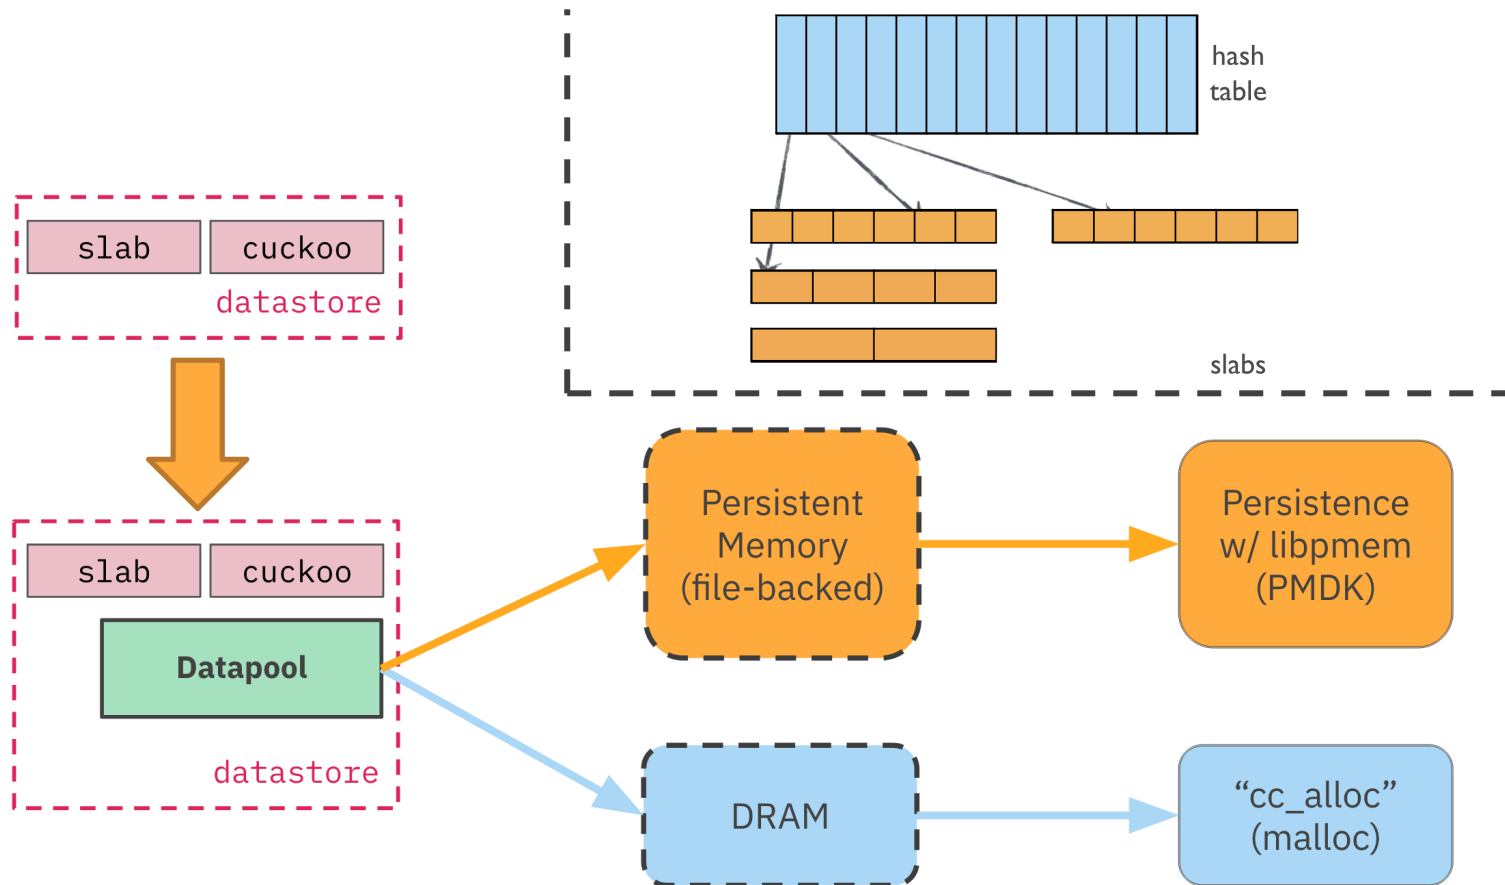 hash
table
slabs
slab
cuckoo
datastore
slab
cuckoo
Datapool
datastore
Persistent
Memory
(file-backed)
Persistence
w/ libpmem
(PMDK)
DRAM
“cc_alloc”
(malloc)